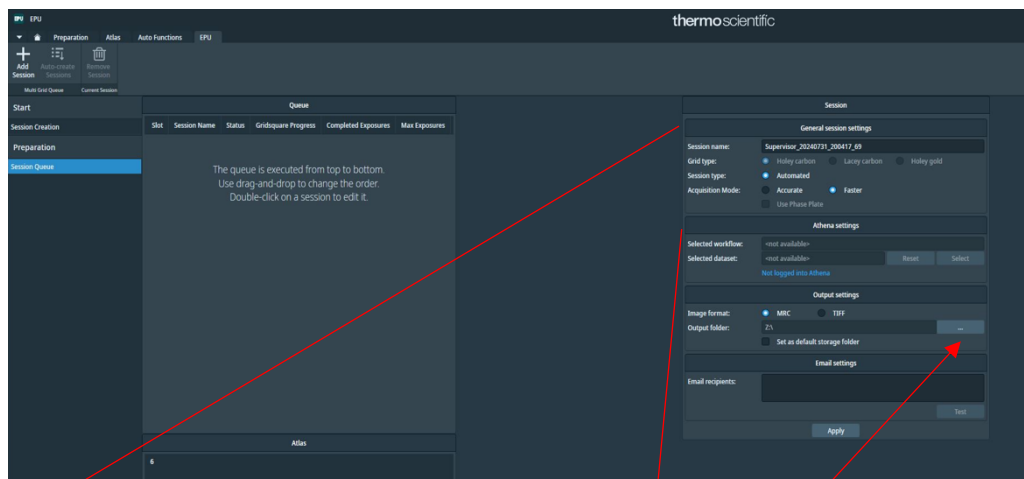 EPU EPU
thermo scientific
Preparation Atlas Auto Functions EPU
Add Session Auto-create Sessions Remove Session
Multi Grid Queue Current Session
Start
Session Creation
Preparation
Session Queue
Queue
Slot Session Name Status Gridsquare Progress Completed Exposures Max Exposures
The queue is executed from top to bottom.
Use drag-and-drop to change the order.
Double-click on a session to edit it.
Atlas
6
Session
General session settings
Session name: Supervisor_20240731_200417_69
Grid type: Holey carbon Lacey carbon Holey gold
Session type: Automated
Acquisition Mode: Accurate Faster
Use Phase Plate
Athena settings
Selected workflow: <not available>
Selected dataset: <not available> Reset Select
Not logged into Athena
Output settings
Image format: MRC TIFF
Output folder: Z:\ ...
Set as default storage folder
Email settings
Email recipients:
Test
Apply